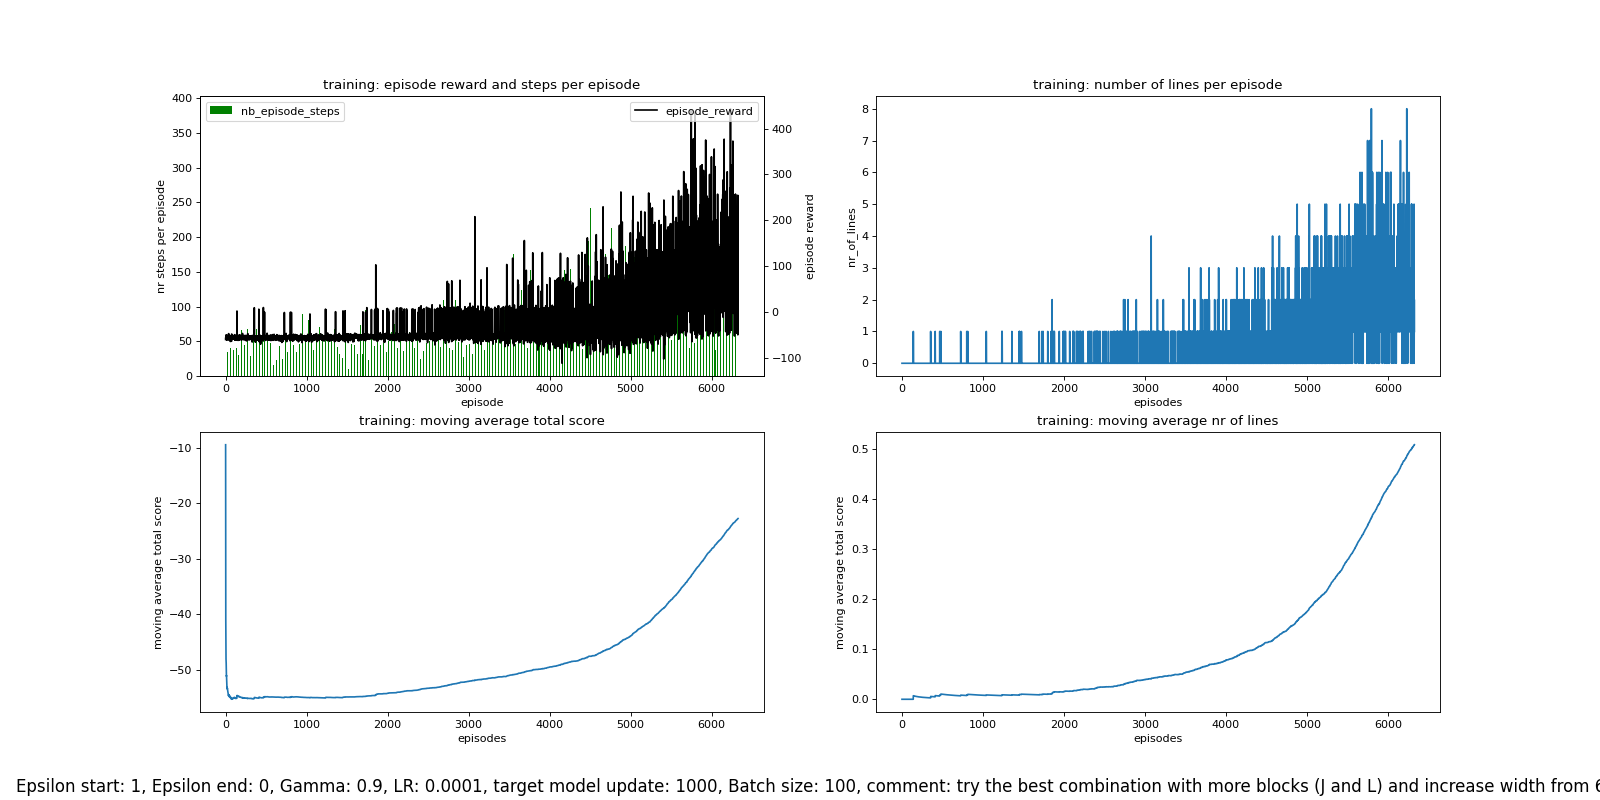 training: episode reward and steps per episode
400
350
300
250
200
150
100
50
0
nr steps per episode
nb_episode_steps
episode_reward
400
300
200
100
0
−100
episode reward
0 1000 2000 3000 4000 5000 6000
episode
training: number of lines per episode
8
7
6
5
4
3
2
1
0
nr_of_lines
0 1000 2000 3000 4000 5000 6000
episodes
training: moving average total score
−10
−20
−30
−40
−50
moving average total score
0 1000 2000 3000 4000 5000 6000
episodes
training: moving average nr of lines
0.5
0.4
0.3
0.2
0.1
0.0
moving average total score
0 1000 2000 3000 4000 5000 6000
episodes
Epsilon start: 1, Epsilon end: 0, Gamma: 0.9, LR: 0.0001, target model update: 1000, Batch size: 100, comment: try the best combination with more blocks (J and L) and increase width from